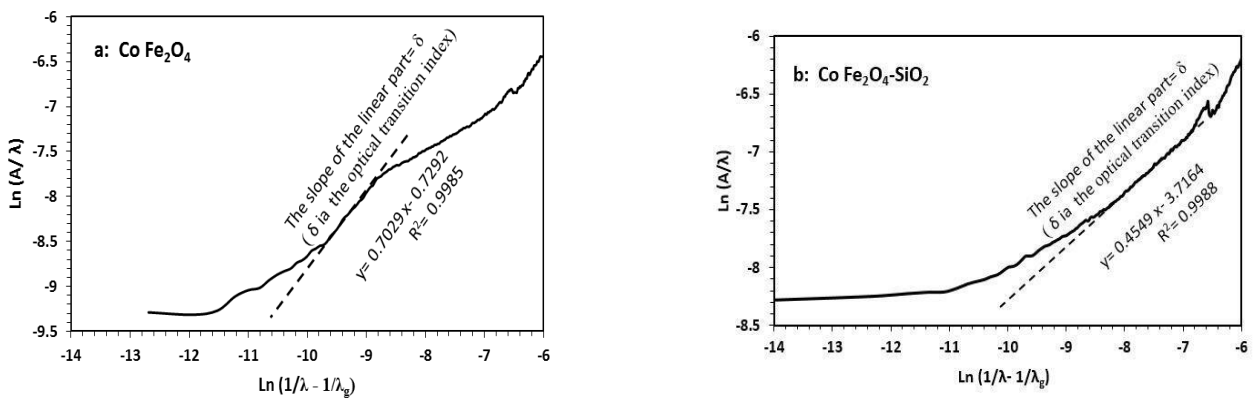 a: Co Fe₂O₄
The slope of the linear part= δ
( δ ia the optical transition index)
y= 0.7029 x- 0.7292
R²= 0.9985
Ln (A/ λ)
-6
-6.5
-7
-7.5
-8
-8.5
-9
-9.5
-14 -13 -12 -11 -10 -9 -8 -7 -6
Ln (1/λ - 1/λg)
b: Co Fe₂O₄-SiO₂
The slope of the linear part= δ
( δ ia the optical transition index)
y= 0.4549 x- 3.7164
R²= 0.9988
Ln (A/λ)
-6
-6.5
-7
-7.5
-8
-8.5
-14 -13 -12 -11 -10 -9 -8 -7 -6
Ln (1/λ- 1/λg)